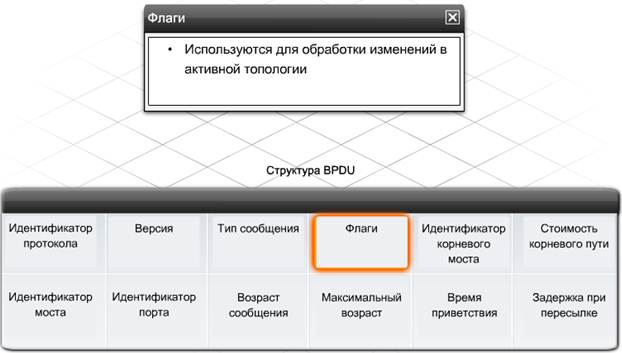 Флаги
• Используются для обработки изменений в
активной топологии
Структура BPDU
Идентификатор
протокола
Версия
Тип сообщения
Флаги
Идентификатор
корневого
моста
Стоимость
корневого пути
Идентификатор
моста
Идентификатор
порта
Возраст
сообщения
Максимальный
возраст
Время
приветствия
Задержка при
пересылке